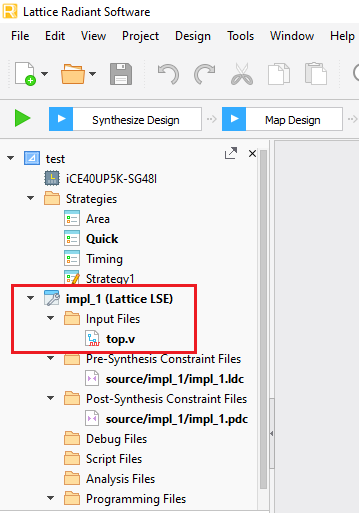 Lattice Radiant Software
File Edit View Project Design Tools Window Help
Synthesize Design Map Design
test
iCE40UP5K-SG48I
Strategies
Area
Quick
Timing
Strategy1
impl_1 (Lattice LSE)
Input Files
top.v
Pre-Synthesis Constraint Files
source/impl_1/impl_1.ldc
Post-Synthesis Constraint Files
source/impl_1/impl_1.pdc
Debug Files
Script Files
Analysis Files
Programming Files